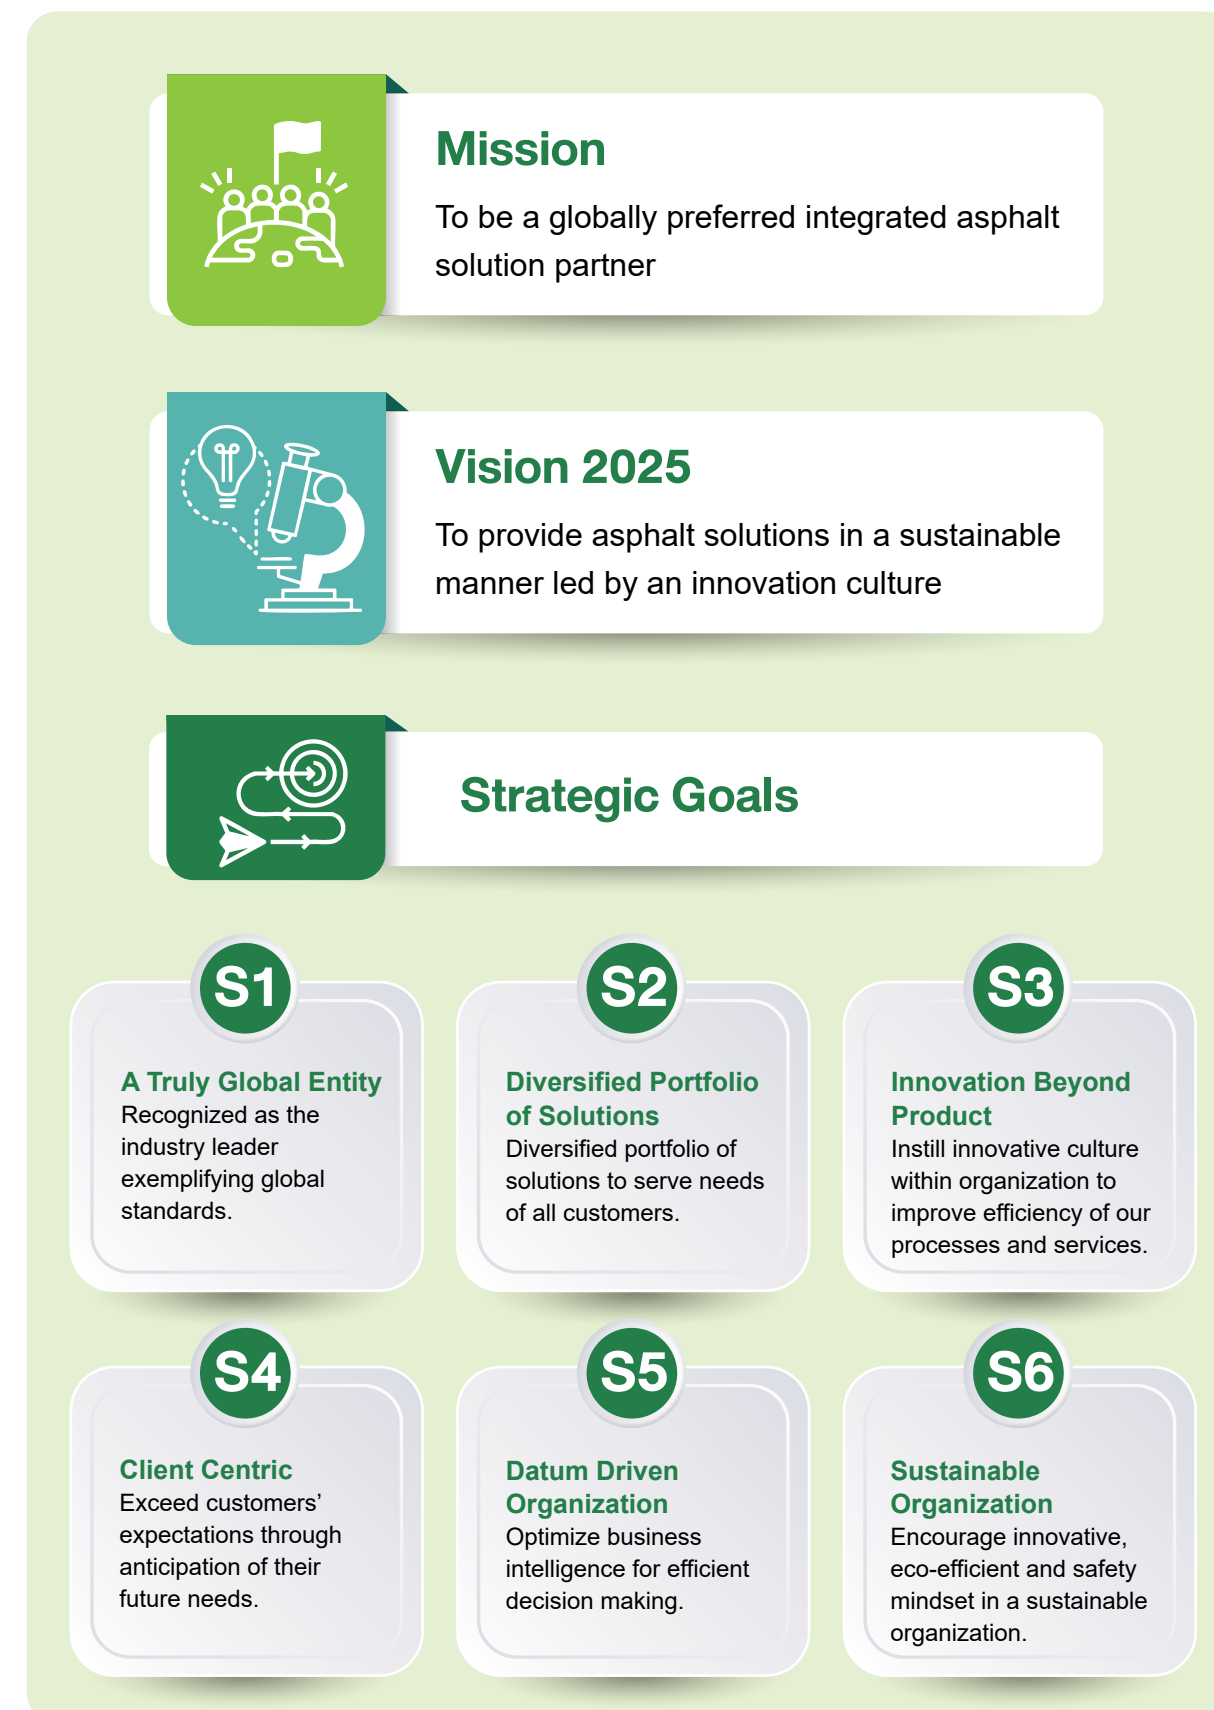 Mission
To be a globally preferred integrated asphalt
solution partner
Vision 2025
To provide asphalt solutions in a sustainable
manner led by an innovation culture
Strategic Goals
S1
A Truly Global Entity
Recognized as the
industry leader
exemplifying global
standards.
S2
Diversified Portfolio
of Solutions
Diversified portfolio of
solutions to serve needs
of all customers.
S3
Innovation Beyond
Product
Instill innovative culture
within organization to
improve efficiency of our
processes and services.
S4
Client Centric
Exceed customers’
expectations through
anticipation of their
future needs.
S5
Datum Driven
Organization
Optimize business
intelligence for efficient
decision making.
S6
Sustainable
Organization
Encourage innovative,
eco-efficient and safety
mindset in a sustainable
organization.